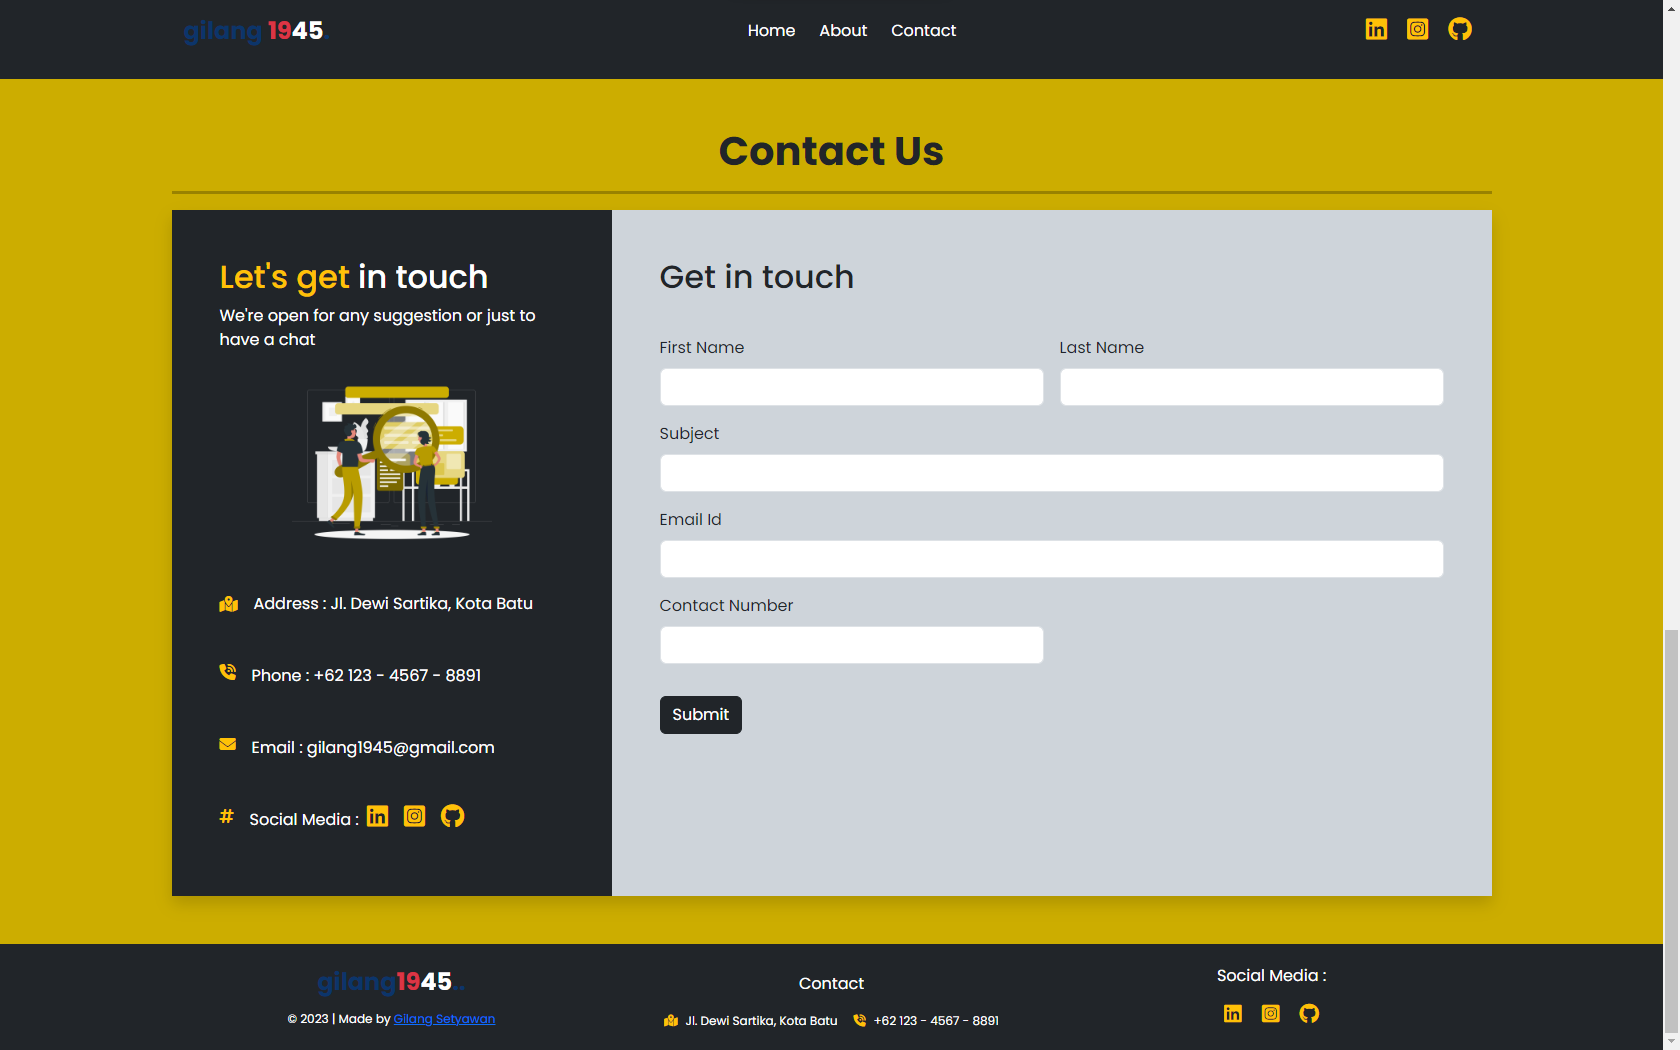 gilang 1945.
Home About Contact
Contact Us
Let's get in touch
We're open for any suggestion or just to
have a chat
Address : Jl. Dewi Sartika, Kota Batu
Phone : +62 123 - 4567 - 8891
Email : gilang1945@gmail.com
# Social Media :
Get in touch
First Name Last Name
Subject
Email Id
Contact Number
Submit
gilang1945..
© 2023 | Made by Gilang Setyawan
Contact
Jl. Dewi Sartika, Kota Batu +62 123 - 4567 - 8891
Social Media :